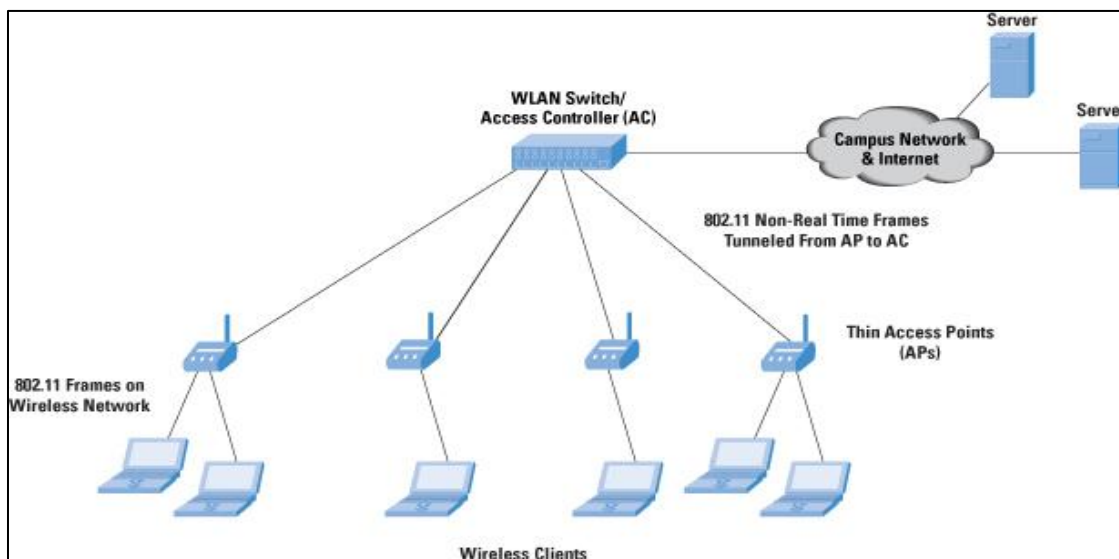 Server
WLAN Switch/
Access Controller (AC)
Serve
Campus Network
& Internet
802.11 Non-Real Time Frames
Tunneled From AP to AC
Thin Access Points
(APs)
802.11 Frames on
Wireless Network
Wireless Clients